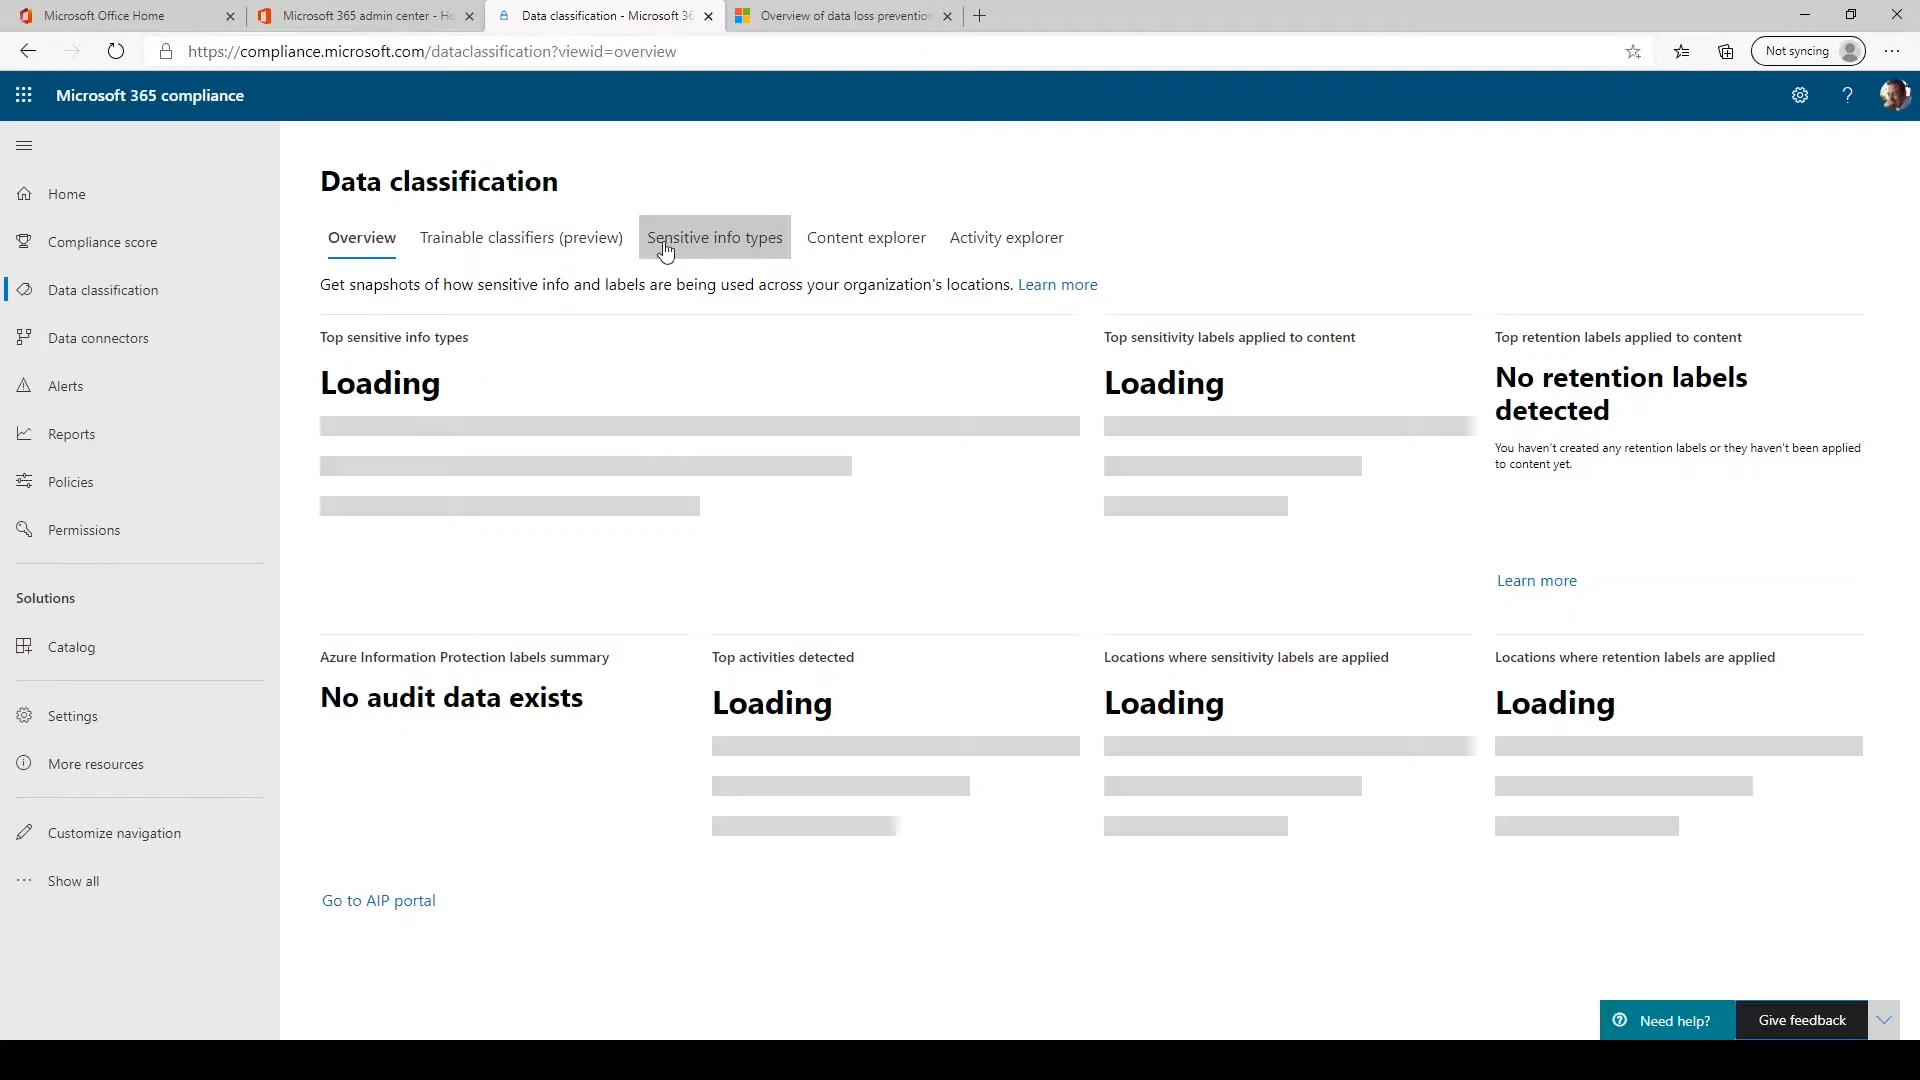 Microsoft Office Home
Microsoft 365 admin center - Ho
Data classification - Microsoft 36
Overview of data loss prevention
https://compliance.microsoft.com/dataclassification?viewid=overview
Not syncing
Microsoft 365 compliance
Home
Compliance score
Data classification
Data connectors
Alerts
Reports
Policies
Permissions
Solutions
Catalog
Settings
More resources
Customize navigation
Show all
Data classification
Overview
Trainable classifiers (preview)
Sensitive info types
Content explorer
Activity explorer
Get snapshots of how sensitive info and labels are being used across your organization's locations. Learn more
Top sensitive info types
Loading
Top sensitivity labels applied to content
Loading
Top retention labels applied to content
No retention labels
detected
You haven't created any retention labels or they haven't been applied
to content yet.
Learn more
Azure Information Protection labels summary
No audit data exists
Go to AIP portal
Top activities detected
Loading
Locations where sensitivity labels are applied
Loading
Locations where retention labels are applied
Loading
Need help?
Give feedback